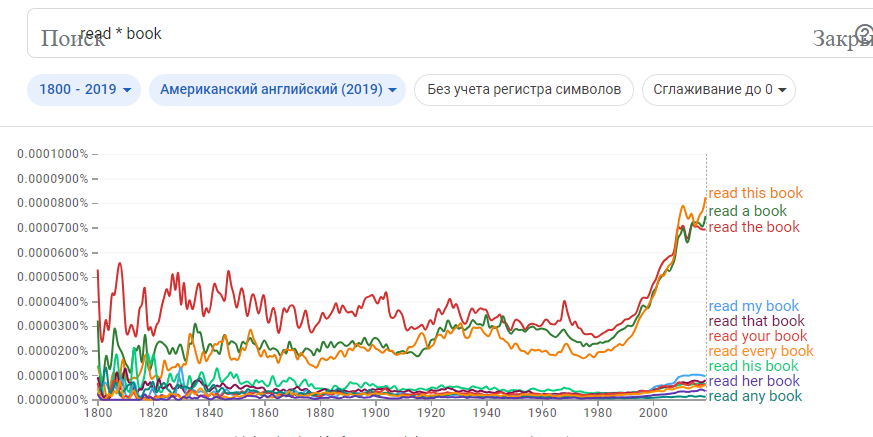 Поиск
read * book
Закры
1800 - 2019
Американский английский (2019)
Без учета регистра символов
Сглаживание до 0
0.0001000%
0.0000900%
0.0000800%
0.0000700%
0.0000600%
0.0000500%
0.0000400%
0.0000300%
0.0000200%
0.0000100%
0.0000000%
1800
1820
1840
1860
1880
1900
1920
1940
1960
1980
2000
read this book
read a book
read the book
read my book
read that book
read your book
read every book
read his book
read her book
read any book